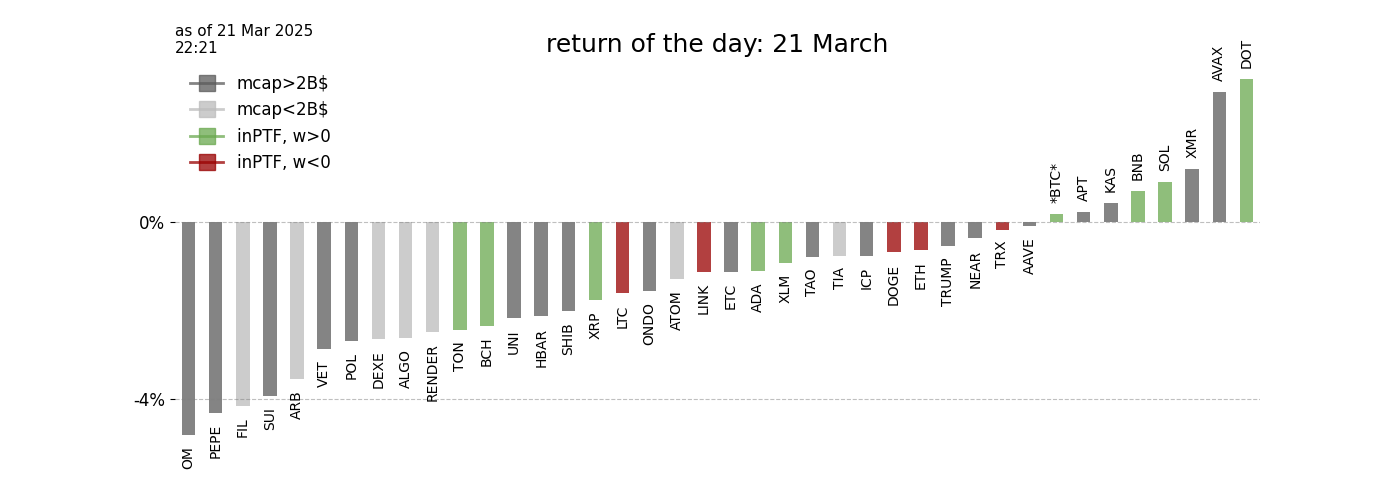 as of 21 Mar 2025
22:21
return of the day: 21 March
mcap>2B$
mcap<2B$
inPTF, w>0
inPTF, w<0
0%
-4%
OM
PEPE
FIL
SUI
ARB
VET
POL
DEXE
ALGO
RENDER
TON
BCH
UNI
HBAR
SHIB
XRP
LTC
ONDO
ATOM
LINK
ETC
ADA
XLM
TAO
TIA
ICP
DOGE
ETH
TRUMP
NEAR
TRX
AAVE
*BTC*
APT
KAS
BNB
SOL
XMR
AVAX
DOT